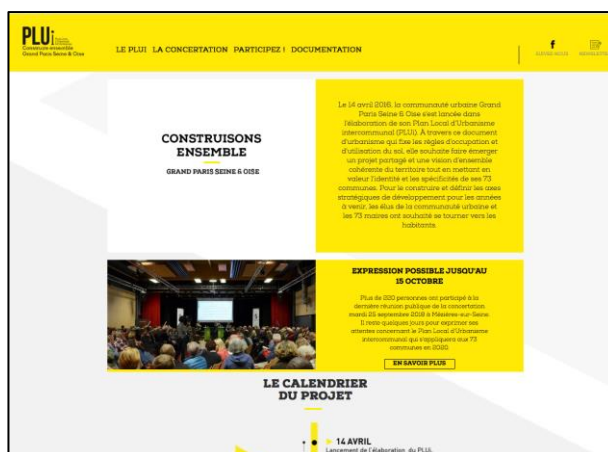 PLUi
Construire ensemble
Grand Paris Seine & Oise
LE PLUI LA CONCERTATION PARTICIPEZ ! DOCUMENTATION
SUIVEZ-NOUS
NEWSLETTER
CONSTRUISONS
ENSEMBLE
GRAND PARIS SEINE & OISE
Le 14 avril 2016, la communauté urbaine Grand
Paris Seine & Oise s'est lancée dans
l'élaboration de son Plan Local d'Urbanisme
intercommunal (PLUi). À travers ce document
d'urbanisme qui fixe les règles d'occupation et
d'utilisation du sol, elle souhaite faire émerger
un projet partagé et une vision d'ensemble
cohérente du territoire tout en mettant en
valeur l'identité et les spécificités de ses 73
communes. Pour le construire et définir les axes
stratégiques de développement pour les années
à venir, les élus de la communauté urbaine et
les 73 maires ont souhaité se tourner vers les
habitants.
EXPRESSION POSSIBLE JUSQU'AU
15 OCTOBRE
Plus de 220 personnes ont participé à la
dernière réunion publique de la concertation
mardi 25 septembre 2018 à Mézières-sur-Seine.
Il reste quelques jours pour exprimer ses
attentes concernant le Plan Local d'Urbanisme
intercommunal qui s'appliquera aux 73
communes en 2020.
EN SAVOIR PLUS
LE CALENDRIER
DU PROJET
14 AVRIL
Lancement de l'élaboration du PLUi,